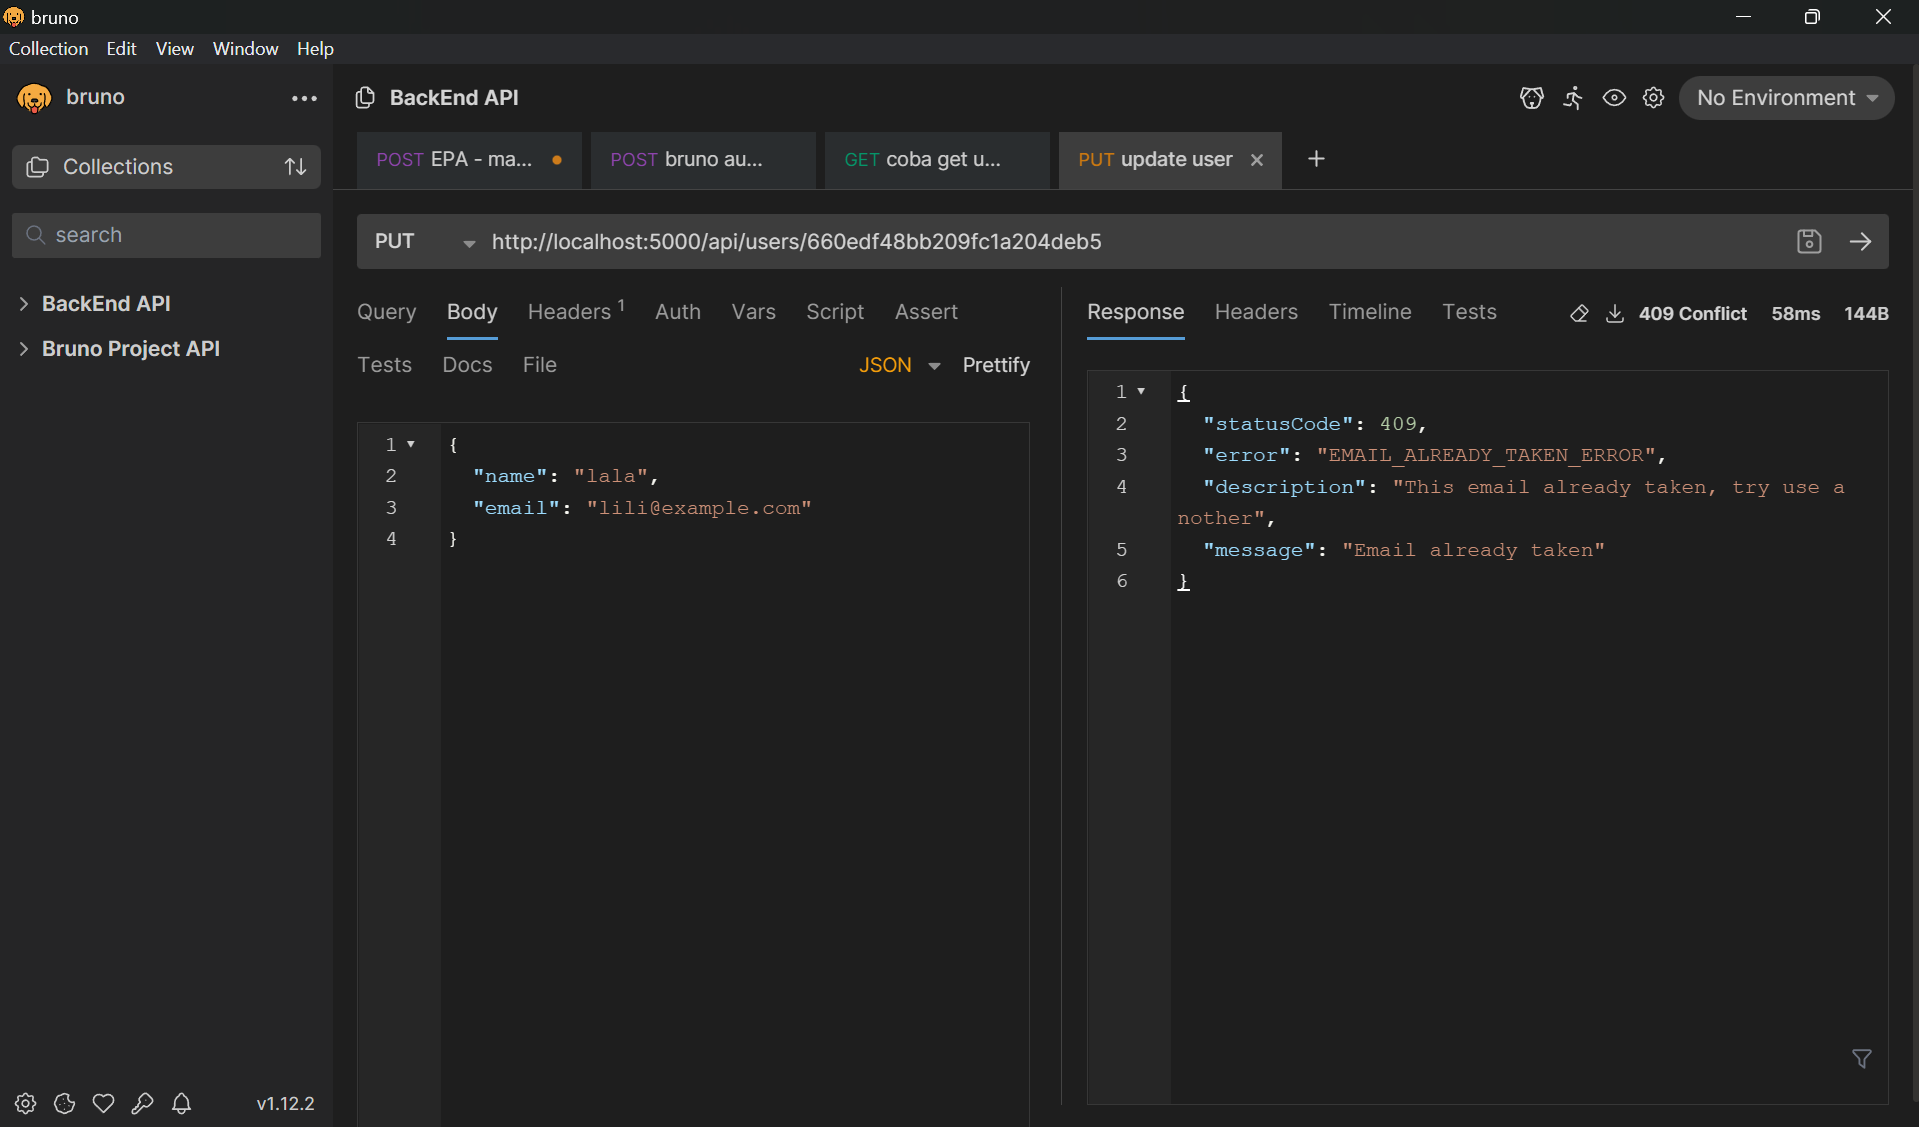 bruno
Collection Edit View Window Help
bruno
BackEnd API
No Environment
Collections
POST EPA - ma...
POST bruno au...
GET coba get u...
PUT update user
search
PUT http://localhost:5000/api/users/660edf48bb209fc1a204deb5
BackEnd API
Bruno Project API
Query Body Headers 1 Auth Vars Script Assert
Tests Docs File JSON Prettify
1 {
2 "name": "lala",
3 "email": "lili@example.com"
4 }
Response Headers Timeline Tests 409 Conflict 58ms 144B
1 {
2 "statusCode": 409,
3 "error": "EMAIL_ALREADY_TAKEN_ERROR",
4 "description": "This email already taken, try use a
nother",
5 "message": "Email already taken"
6 }
v1.12.2